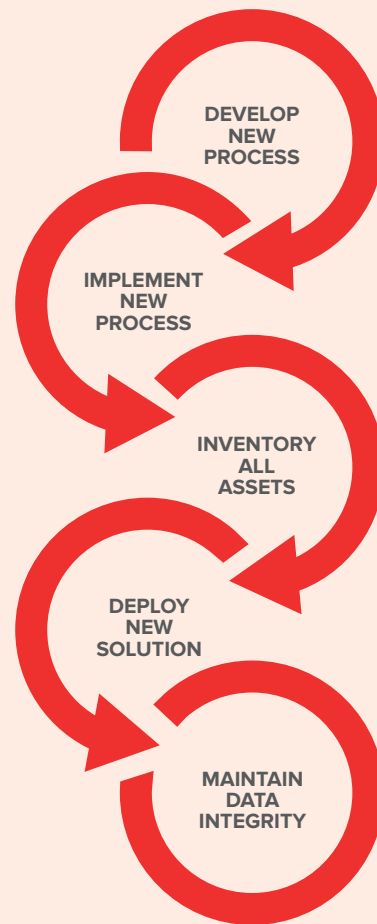 DEVELOP
NEW
PROCESS
IMPLEMENT
NEW
PROCESS
INVENTORY
ALL
ASSETS
DEPLOY
NEW
SOLUTION
MAINTAIN
DATA
INTEGRITY